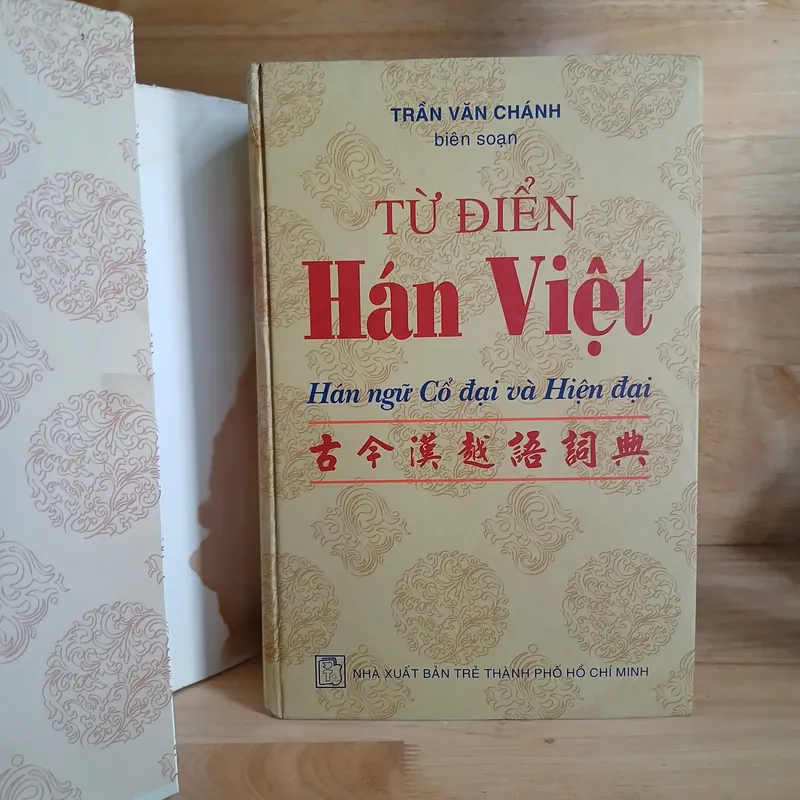 TRẦN VĂN CHÁNH
biên soạn
TỪ ĐIỂN
Hán Việt
Hán ngữ Cổ đại và Hiện đại
古今漢越語詞典
NHÀ XUẤT BẢN TRẺ THÀNH PHỐ HỒ CHÍ MINH